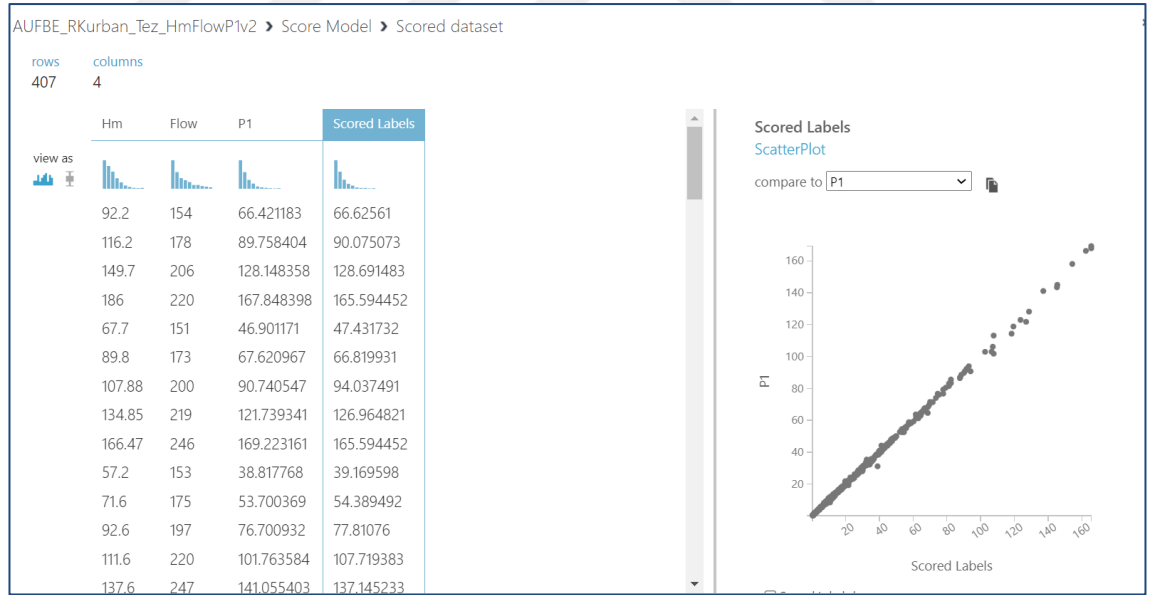 AUFBE_RKurban_Tez_HmFlowP1v2 > Score Model > Scored dataset
rows columns
407 4
Hm Flow P1 Scored Labels
view as
92.2 154 66.421183 66.62561
116.2 178 89.758404 90.075073
149.7 206 128.148358 128.691483
186 220 167.848398 165.594452
67.7 151 46.901171 47.431732
89.8 173 67.620967 66.819931
107.88 200 90.740547 94.037491
134.85 219 121.739341 126.964821
166.47 246 169.223161 165.594452
57.2 153 38.817768 39.169598
71.6 175 53.700369 54.389492
92.6 197 76.700932 77.81076
111.6 220 101.763584 107.719383
137.6 247 141.055403 137.145233
Scored Labels
ScatterPlot
compare to P1
160
140
120
100
80
60
40
20
P1
20 40 60 80 100 120 140 160
Scored Labels